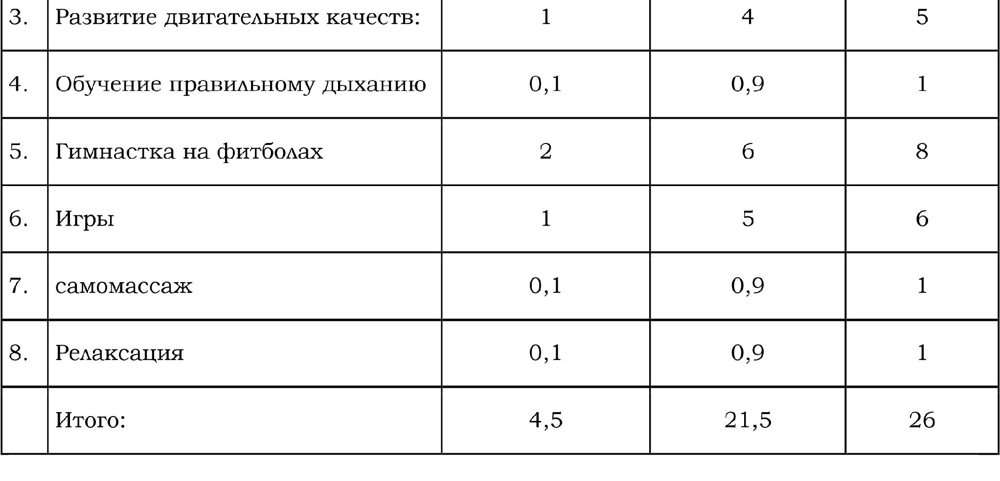 3. Развитие двигательных качеств: 1 4 5
4. Обучение правильному дыханию 0,1 0,9 1
5. Гимнастка на фитболах 2 6 8
6. Игры 1 5 6
7. самомассаж 0,1 0,9 1
8. Релаксация 0,1 0,9 1
Итого: 4,5 21,5 26